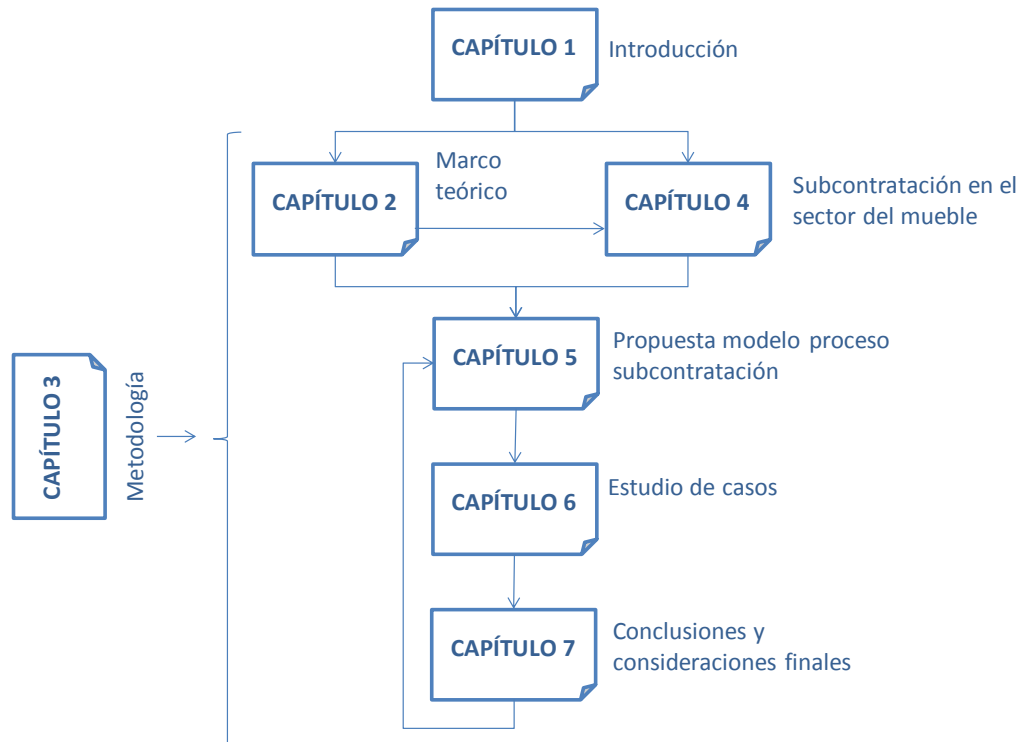 CAPÍTULO 1
Introducción
CAPÍTULO 2
Marco
teórico
CAPÍTULO 4
Subcontratación en el
sector del mueble
CAPÍTULO 3
Metodología
CAPÍTULO 5
Propuesta modelo proceso
subcontratación
CAPÍTULO 6
Estudio de casos
CAPÍTULO 7
Conclusiones y
consideraciones finales